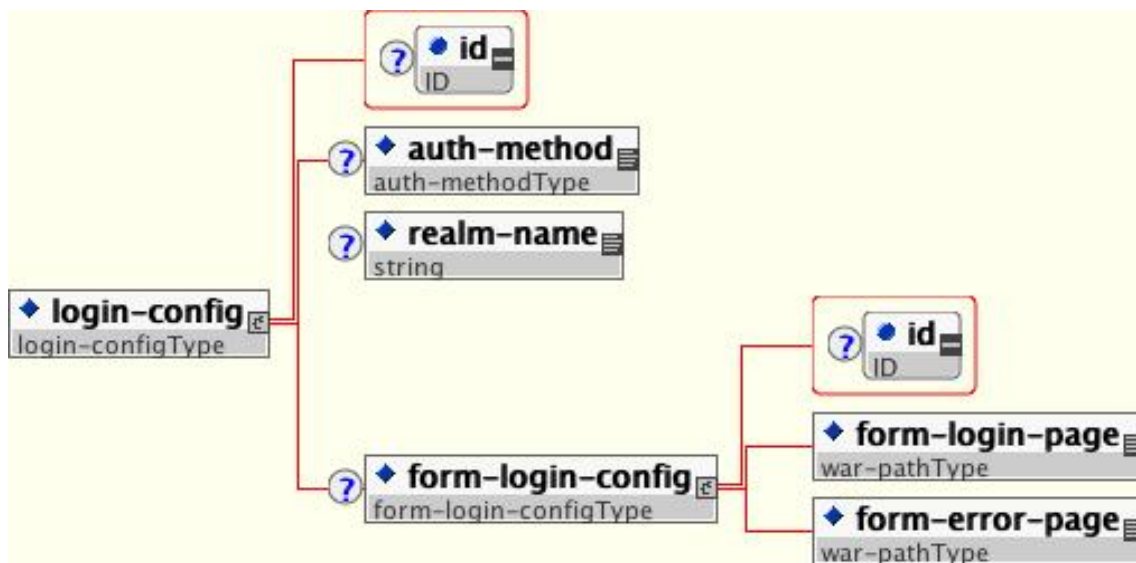 ?
id
ID
?
auth-method
auth-methodType
?
realm-name
string
login-config
login-configType
?
form-login-config
form-login-configType
?
id
ID
form-login-page
war-pathType
form-error-page
war-pathType